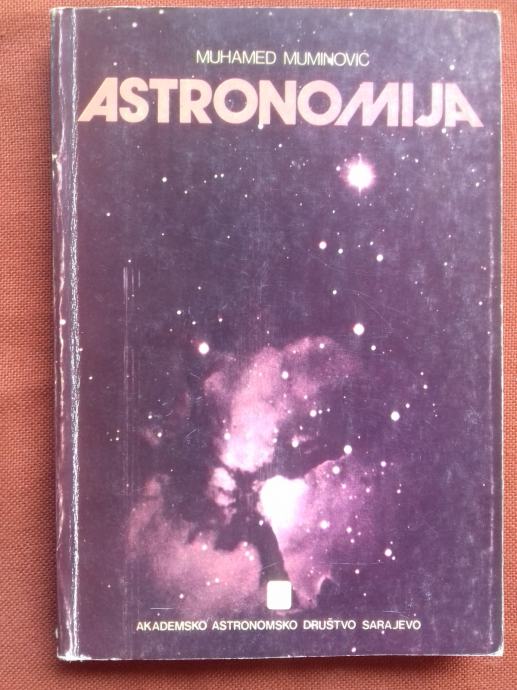 MUHAMED MUMINOVIĆ
ASTRONOMIJA
AKADEMSKO ASTRONOMSKO DRUŠTVO SARAJEVO